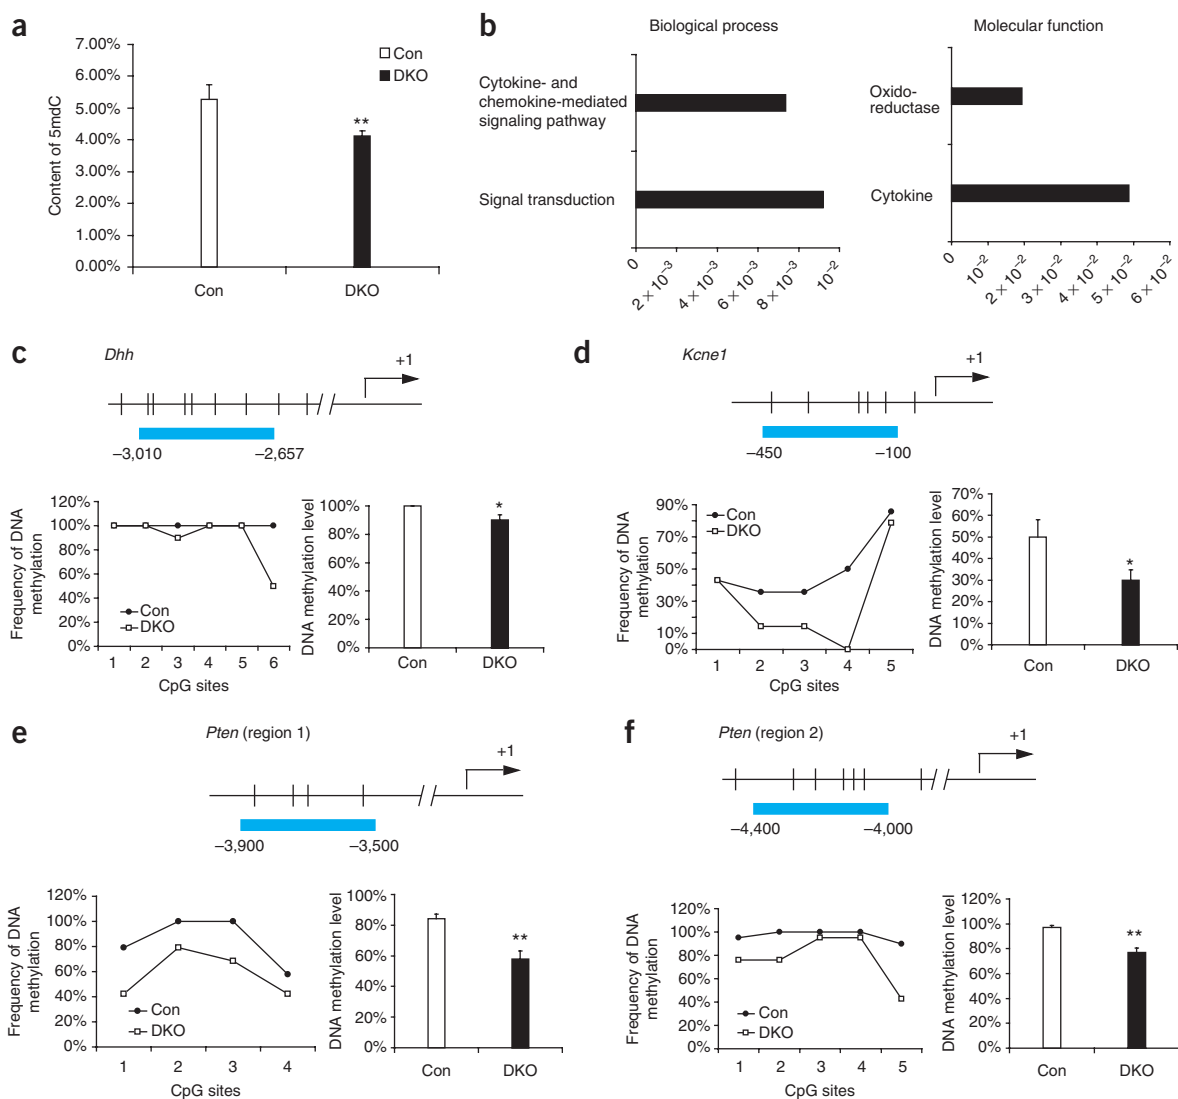 a
7.00%
6.00%
5.00%
4.00%
3.00%
2.00%
1.00%
0.00%
Content of 5mdC
Con
DKO
**
Con
DKO
b
Biological process
Cytokine- and
chemokine-mediated
signaling pathway
Signal transduction
0
2 × 10⁻³
4 × 10⁻³
6 × 10⁻³
8 × 10⁻³
10⁻²
Molecular function
Oxido-
reductase
Cytokine
0
10⁻²
2 × 10⁻²
3 × 10⁻²
4 × 10⁻²
5 × 10⁻²
6 × 10⁻²
c
Dhh
+1
–3,010
–2,657
120%
100%
80%
60%
40%
20%
0%
Frequency of DNA
methylation
Con
DKO
1 2 3 4 5 6
CpG sites
100%
80%
60%
40%
20%
0%
DNA methylation level
*
Con
DKO
d
Kcne1
+1
–450
–100
90%
70%
50%
30%
10%
0%
Frequency of DNA
methylation
Con
DKO
1 2 3 4 5
CpG sites
70%
60%
50%
40%
30%
20%
10%
0%
DNA methylation level
*
Con
DKO
e
Pten (region 1)
+1
–3,900
–3,500
120%
100%
80%
60%
40%
20%
0%
Frequency of DNA
methylation
Con
DKO
1 2 3 4
CpG sites
100%
80%
60%
40%
20%
0%
DNA methylation level
**
Con
DKO
f
Pten (region 2)
+1
–4,400
–4,000
120%
100%
80%
60%
40%
20%
0%
Frequency of DNA
methylation
Con
DKO
1 2 3 4 5
CpG sites
120%
100%
80%
60%
40%
20%
0%
DNA methylation level
**
Con
DKO